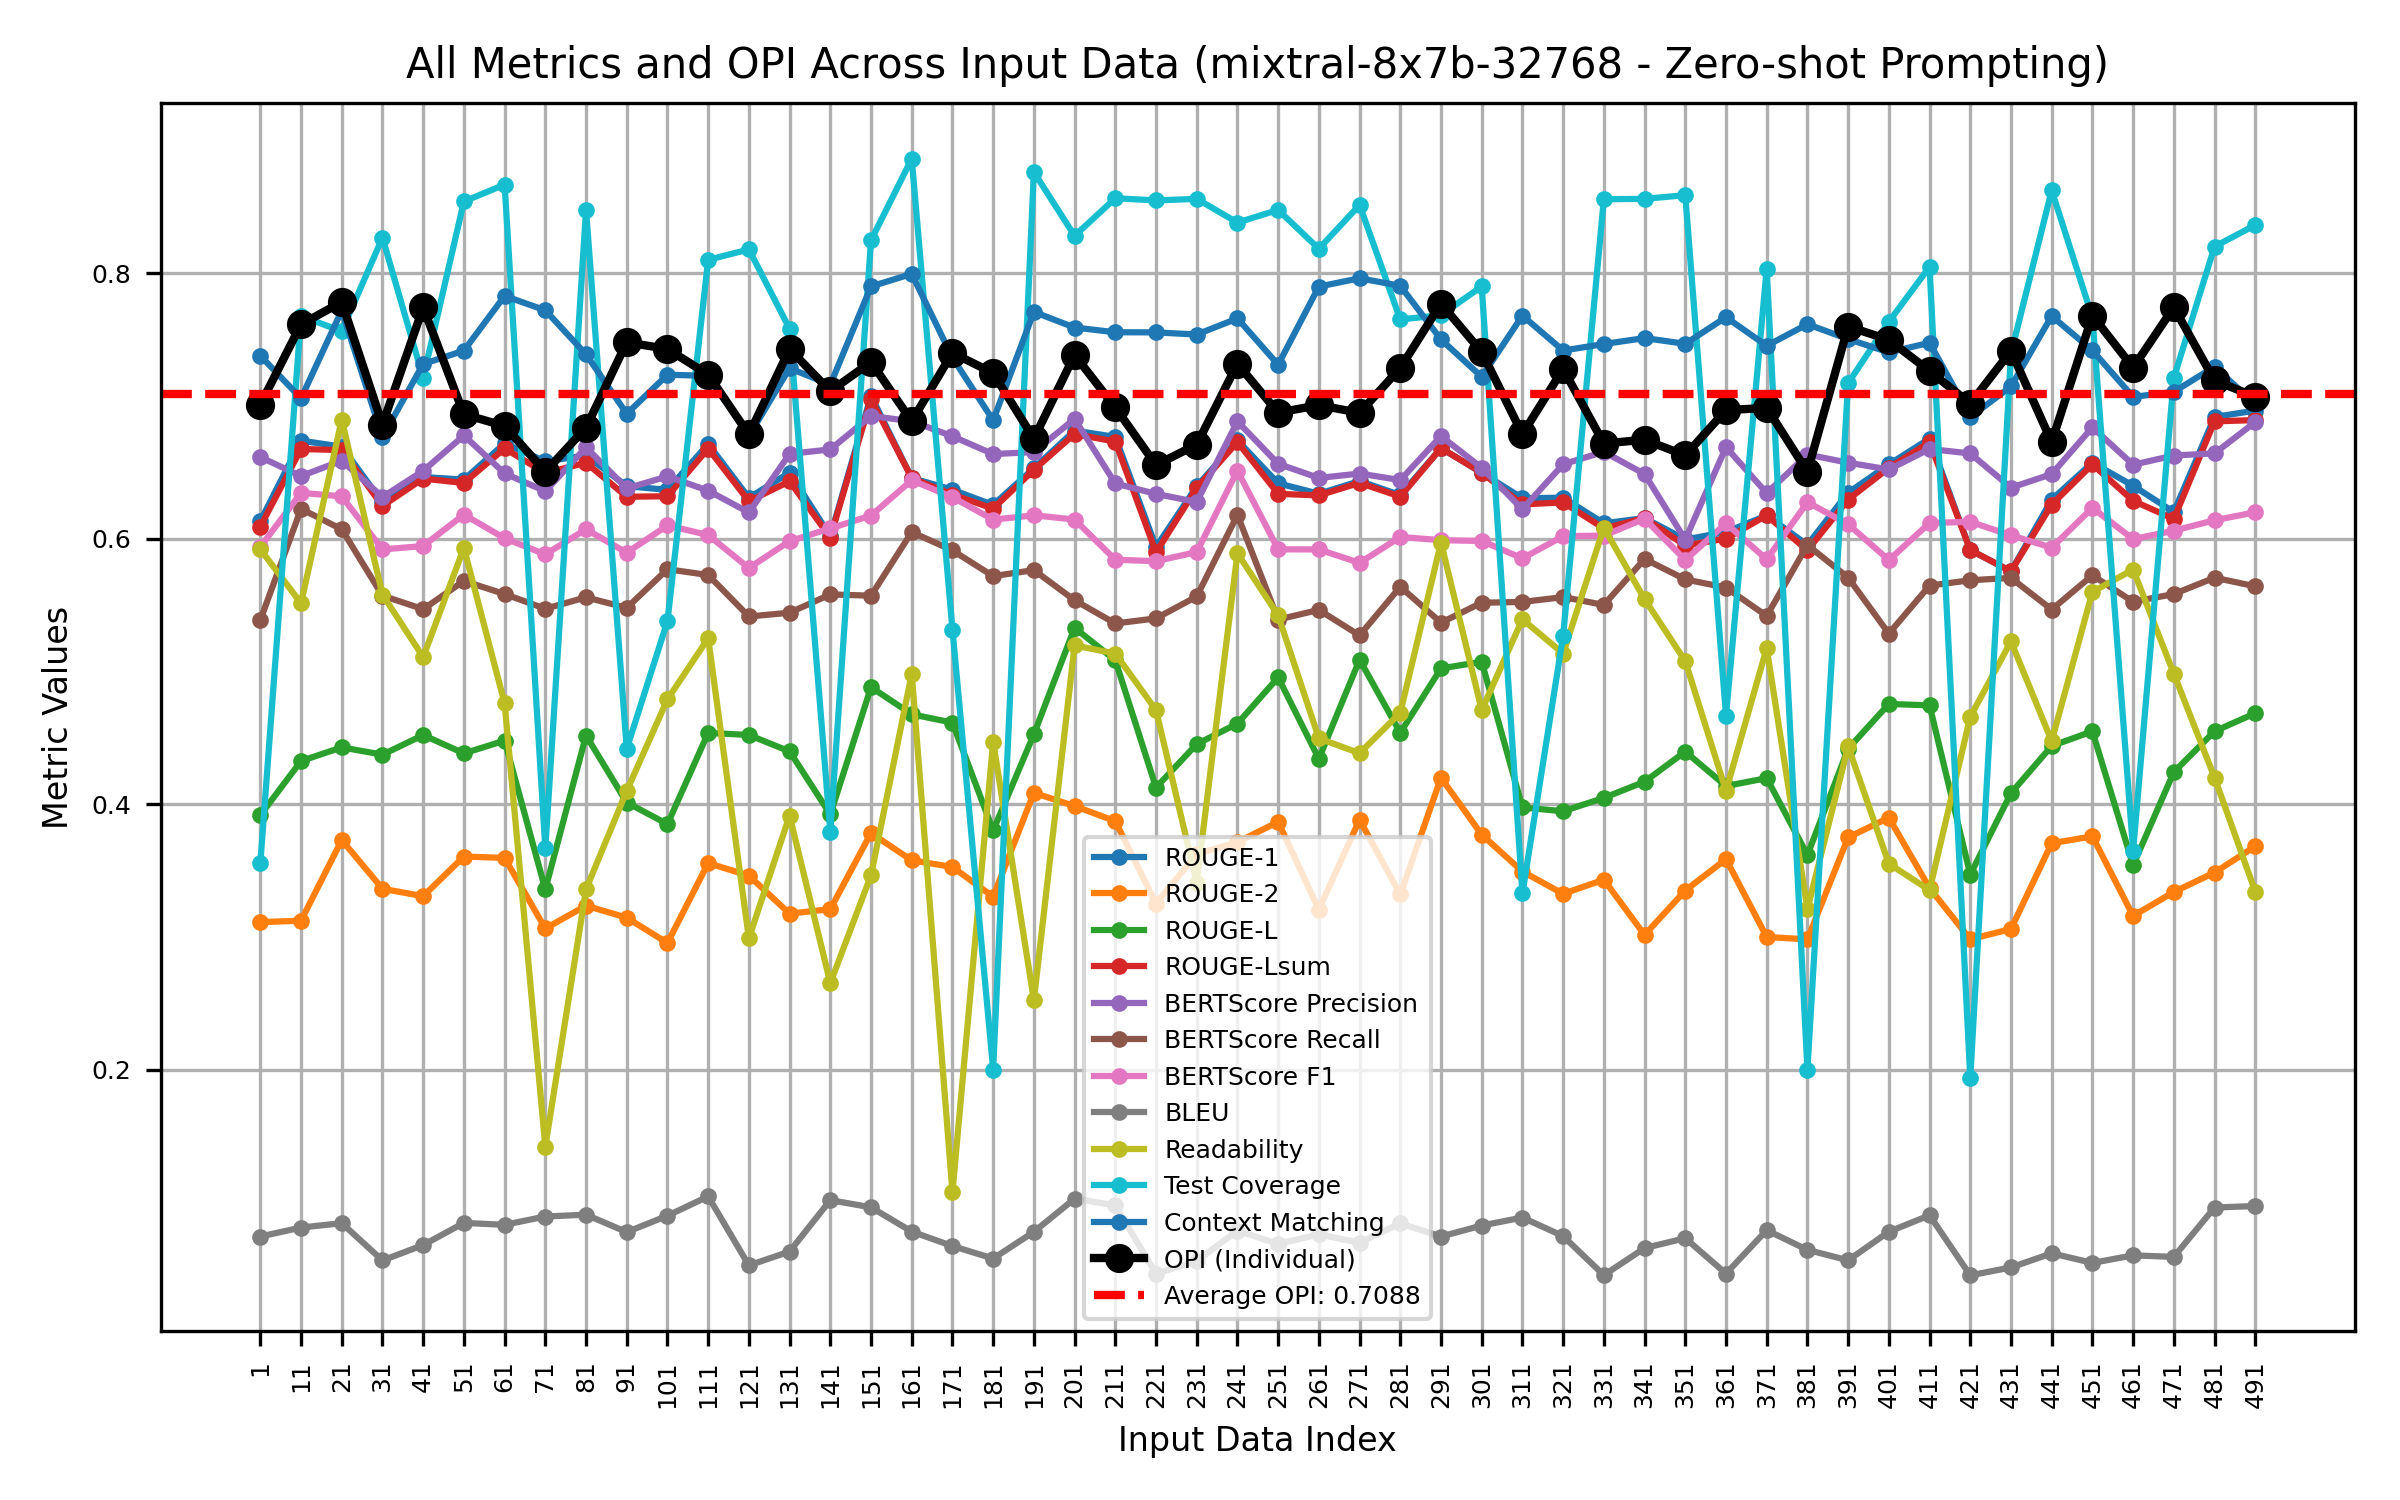 All Metrics and OPI Across Input Data (mixtral-8x7b-32768 - Zero-shot Prompting)
Metric Values
0.8
0.6
0.4
0.2
ROUGE-1
ROUGE-2
ROUGE-L
ROUGE-Lsum
BERTScore Precision
BERTScore Recall
BERTScore F1
BLEU
Readability
Test Coverage
Context Matching
OPI (Individual)
Average OPI: 0.7088
1 11 21 31 41 51 61 71 81 91 101 111 121 131 141 151 161 171 181 191 201 211 221 231 241 251 261 271 281 291 301 311 321 331 341 351 361 371 381 391 401 411 421 431 441 451 461 471 481 491
Input Data Index